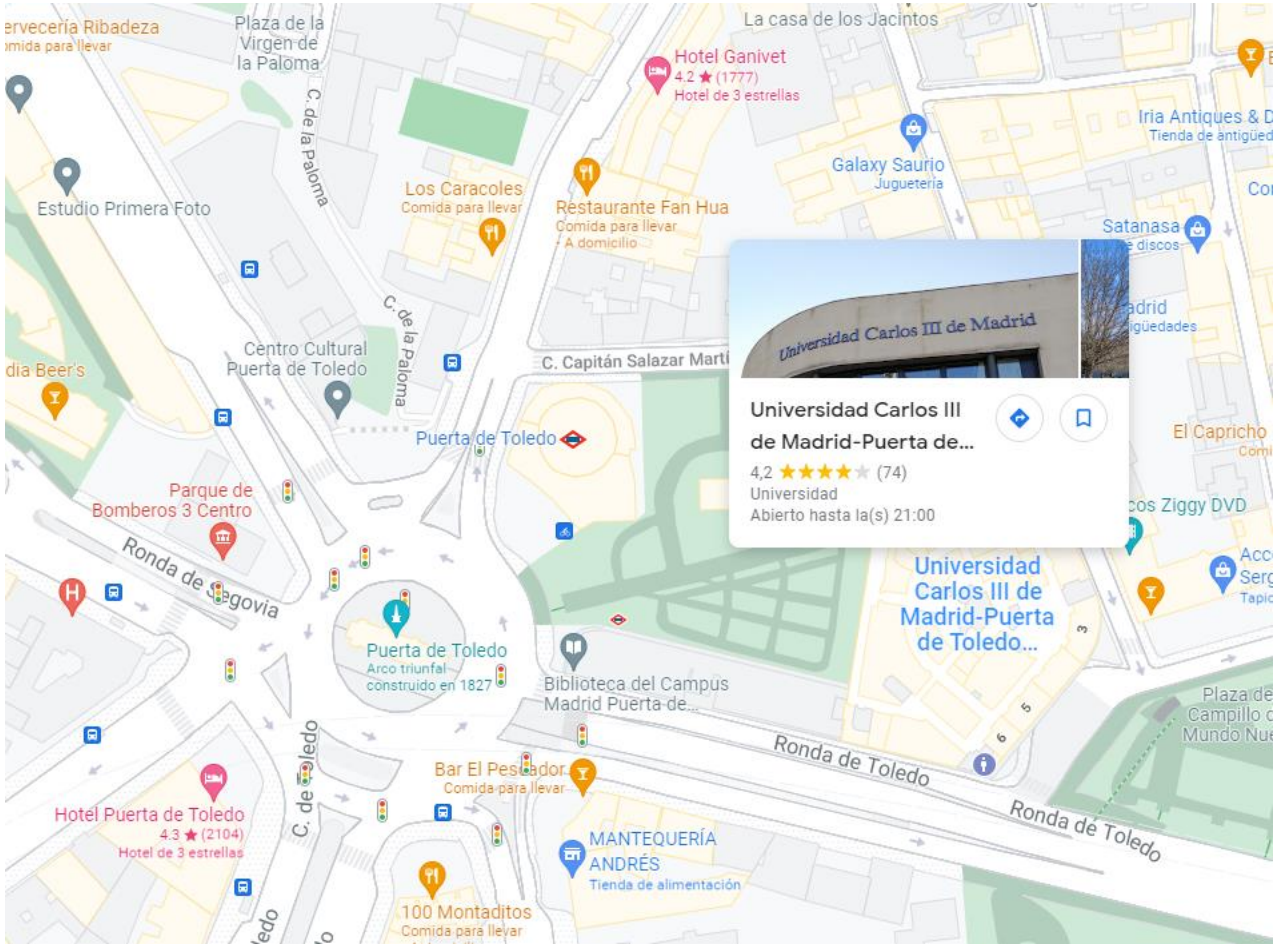 ervecería Ribadeza
omida para llevar
Plaza de la
Virgen de
la Paloma
La casa de los Jacintos
Hotel Ganivet
4.2 ★ (1777)
Hotel de 3 estrellas
C. de la Paloma
Iria Antiques & D
Tienda de antigüed
Galaxy Saurio
Juguetería
Estudio Primera Foto
Los Caracoles
Comida para llevar
Restaurante Fan Hua
Comida para llevar
· A domicilio
Con
Satanasa
e discos
adrid
igüedades
Universidad Carlos III de Madrid
C. de la Paloma
Centro Cultural
Puerta de Toledo
C. Capitán Salazar Martí
dia Beer's
Universidad Carlos III
de Madrid-Puerta de...
4,2 ★★★★★ (74)
Universidad
Abierto hasta la(s) 21:00
Puerta de Toledo
El Capricho
Comi
Parque de
Bomberos 3 Centro
cos Ziggy DVD
Ronda de Segovia
H
Universidad
Carlos III de
Madrid-Puerta
de Toledo...
3
5
6
Acc
Serg
Tapic
Puerta de Toledo
Arco triunfal
construido en 1827
Biblioteca del Campus
Madrid Puerta de...
Plaza de
Campillo d
Mundo Nue
Ronda de Toledo
Ronda de Toledo
C. de Toledo
Bar El Pescador
Comida para llevar
Hotel Puerta de Toledo
4.3 ★ (2104)
Hotel de 3 estrellas
MANTEQUERÍA
ANDRÉS
Tienda de alimentación
100 Montaditos
Comida para llevar
ledo